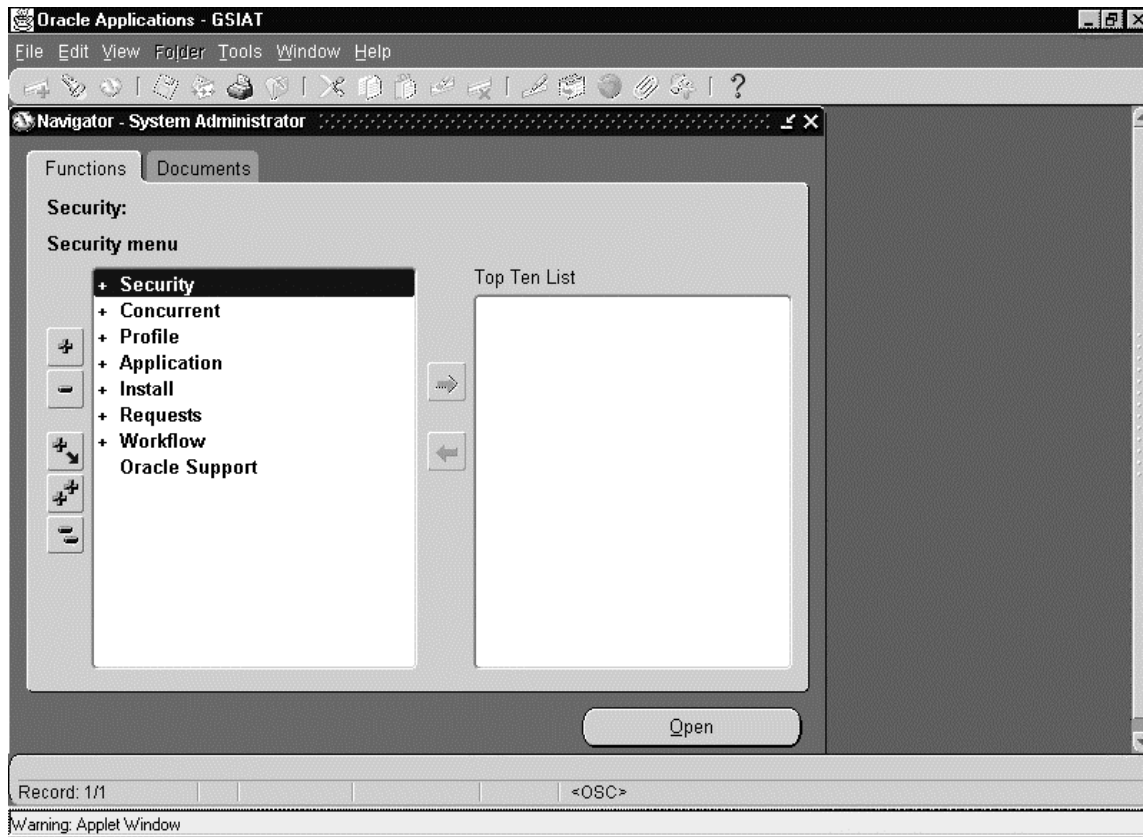 Oracle Applications - GSIAT
File Edit View Folder Tools Window Help
Navigator - System Administrator
Functions Documents
Security:
Security menu
Top Ten List
+ Security
+ Concurrent
+ Profile
+ Application
+ Install
+ Requests
+ Workflow
Oracle Support
Open
Record: 1/1 <OSC>
Warning: Applet Window